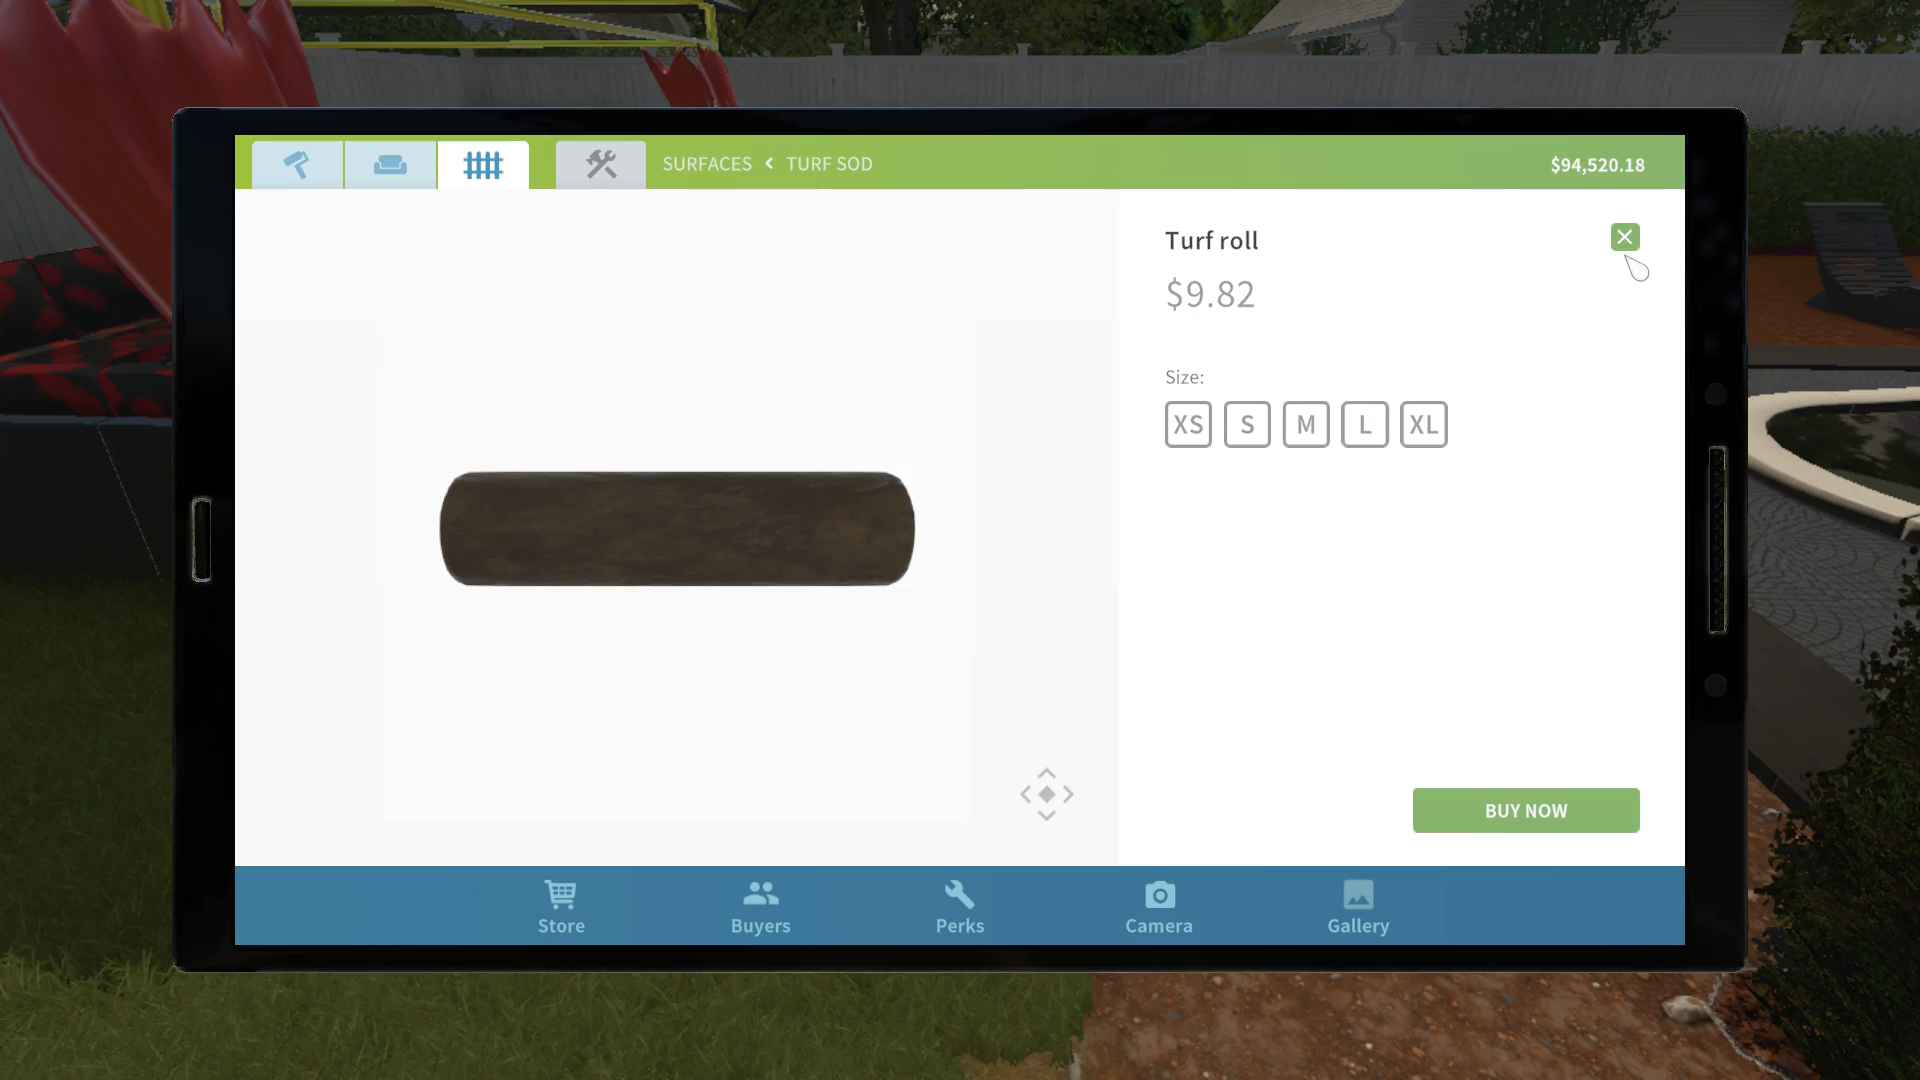 SURFACES < TURF SOD
$94,520.18
Turf roll
$9.82
Size:
XS S M L XL
BUY NOW
Store Buyers Perks Camera Gallery